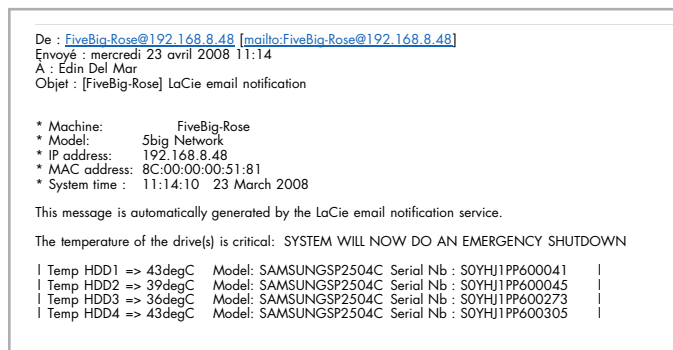 De : FiveBig-Rose@192.168.8.48 [mailto:FiveBig-Rose@192.168.8.48]
Envoyé : mercredi 23 avril 2008 11:14
À : Edin Del Mar
Objet : [FiveBig-Rose] LaCie email notification
* Machine: FiveBig-Rose
* Model: 5big Network
* IP address: 192.168.8.48
* MAC address: 8C:00:00:00:51:81
* System time : 11:14:10 23 March 2008
This message is automatically generated by the LaCie email notification service.
The temperature of the drive(s) is critical: SYSTEM WILL NOW DO AN EMERGENCY SHUTDOWN
| Temp HDD1 => 43degC Model: SAMSUNGSP2504C Serial Nb : S0YHJ1PP600041 |
| Temp HDD2 => 39degC Model: SAMSUNGSP2504C Serial Nb : S0YHJ1PP600045 |
| Temp HDD3 => 36degC Model: SAMSUNGSP2504C Serial Nb : S0YHJ1PP600273 |
| Temp HDD4 => 43degC Model: SAMSUNGSP2504C Serial Nb : S0YHJ1PP600305 |